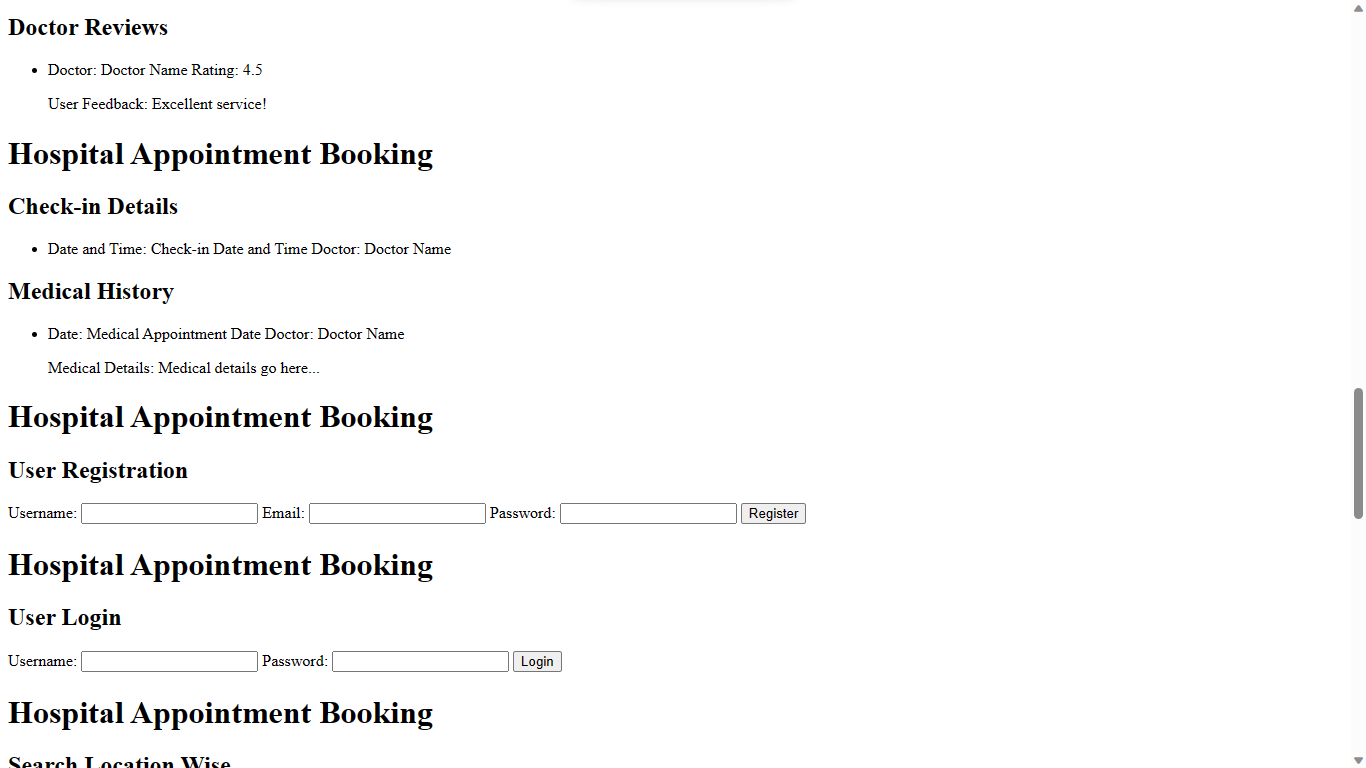 Doctor Reviews
Doctor: Doctor Name Rating: 4.5
User Feedback: Excellent service!
Hospital Appointment Booking
Check-in Details
Date and Time: Check-in Date and Time Doctor: Doctor Name
Medical History
Date: Medical Appointment Date Doctor: Doctor Name
Medical Details: Medical details go here...
Hospital Appointment Booking
User Registration
Username: Email: Password: Register
Hospital Appointment Booking
User Login
Username: Password: Login
Hospital Appointment Booking
Search Location Wise